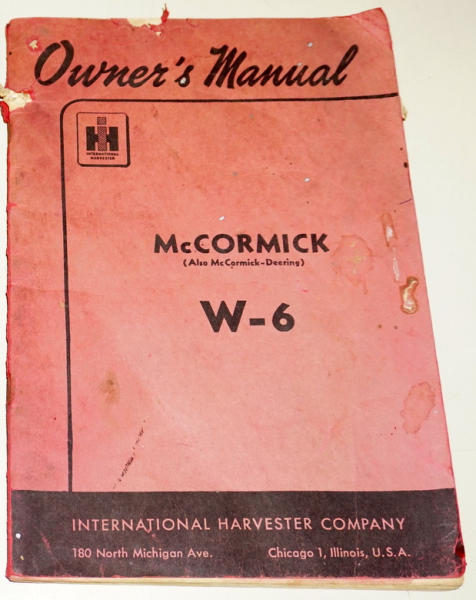 Owner's Manual
IH
INTERNATIONAL
HARVESTER
McCORMICK
(Also McCormick-Deering)
W-6
INTERNATIONAL HARVESTER COMPANY
180 North Michigan Ave. Chicago 1, Illinois, U.S.A.